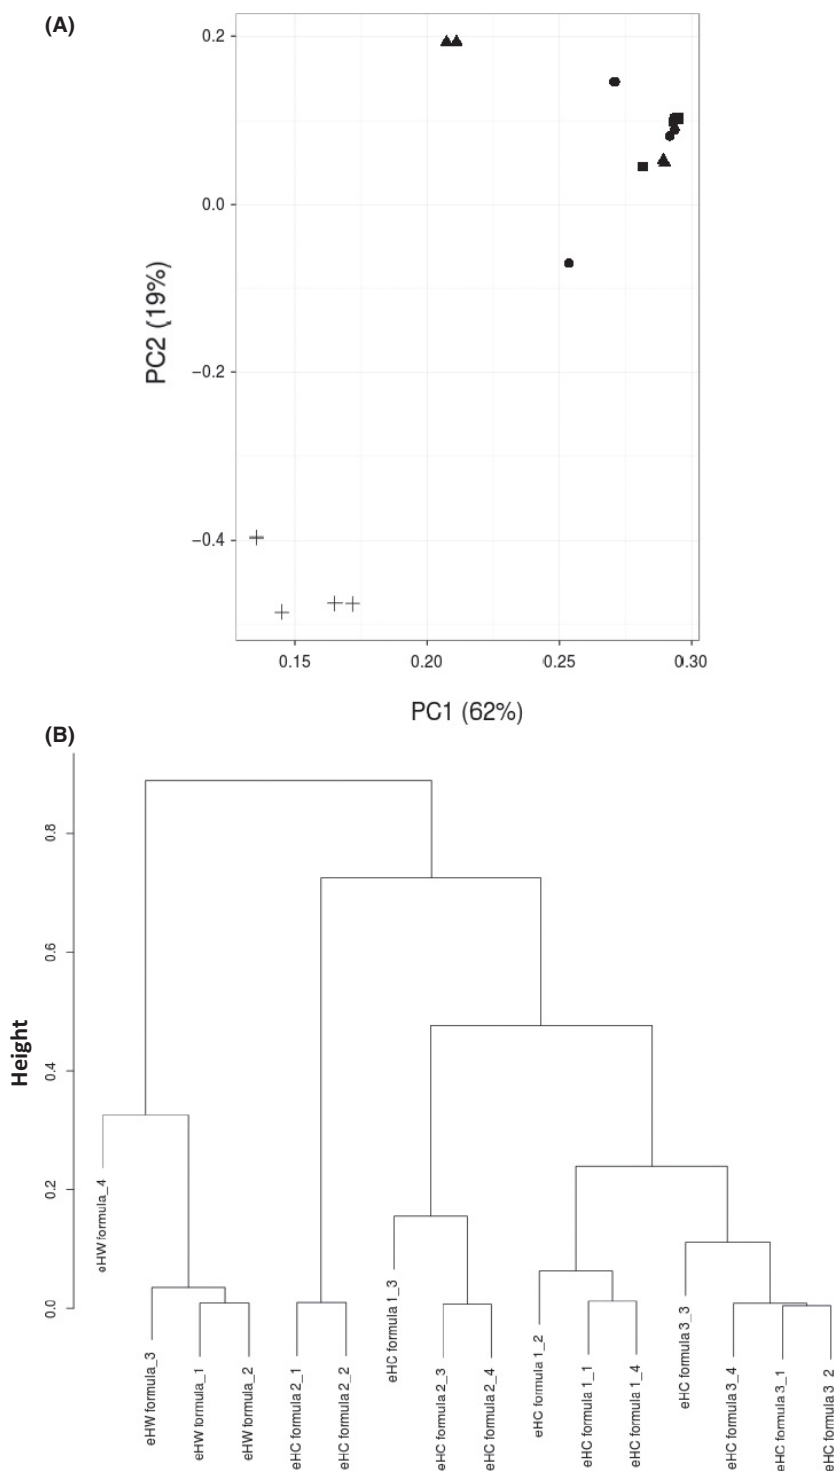 (A)
0.2
0.0
−0.2
−0.4
PC2 (19%)
0.15
0.20
0.25
0.30
PC1 (62%)
(B)
Height
0.8
0.6
0.4
0.2
0.0
eHW formula_4
eHW formula_3
eHW formula_1
eHW formula_2
eHC formula 2_1
eHC formula 2_2
eHC formula 1_3
eHC formula 2_3
eHC formula 2_4
eHC formula 1_2
eHC formula 1_1
eHC formula 1_4
eHC formula 3_3
eHC formula 3_4
eHC formula 3_1
eHC formula 3_2